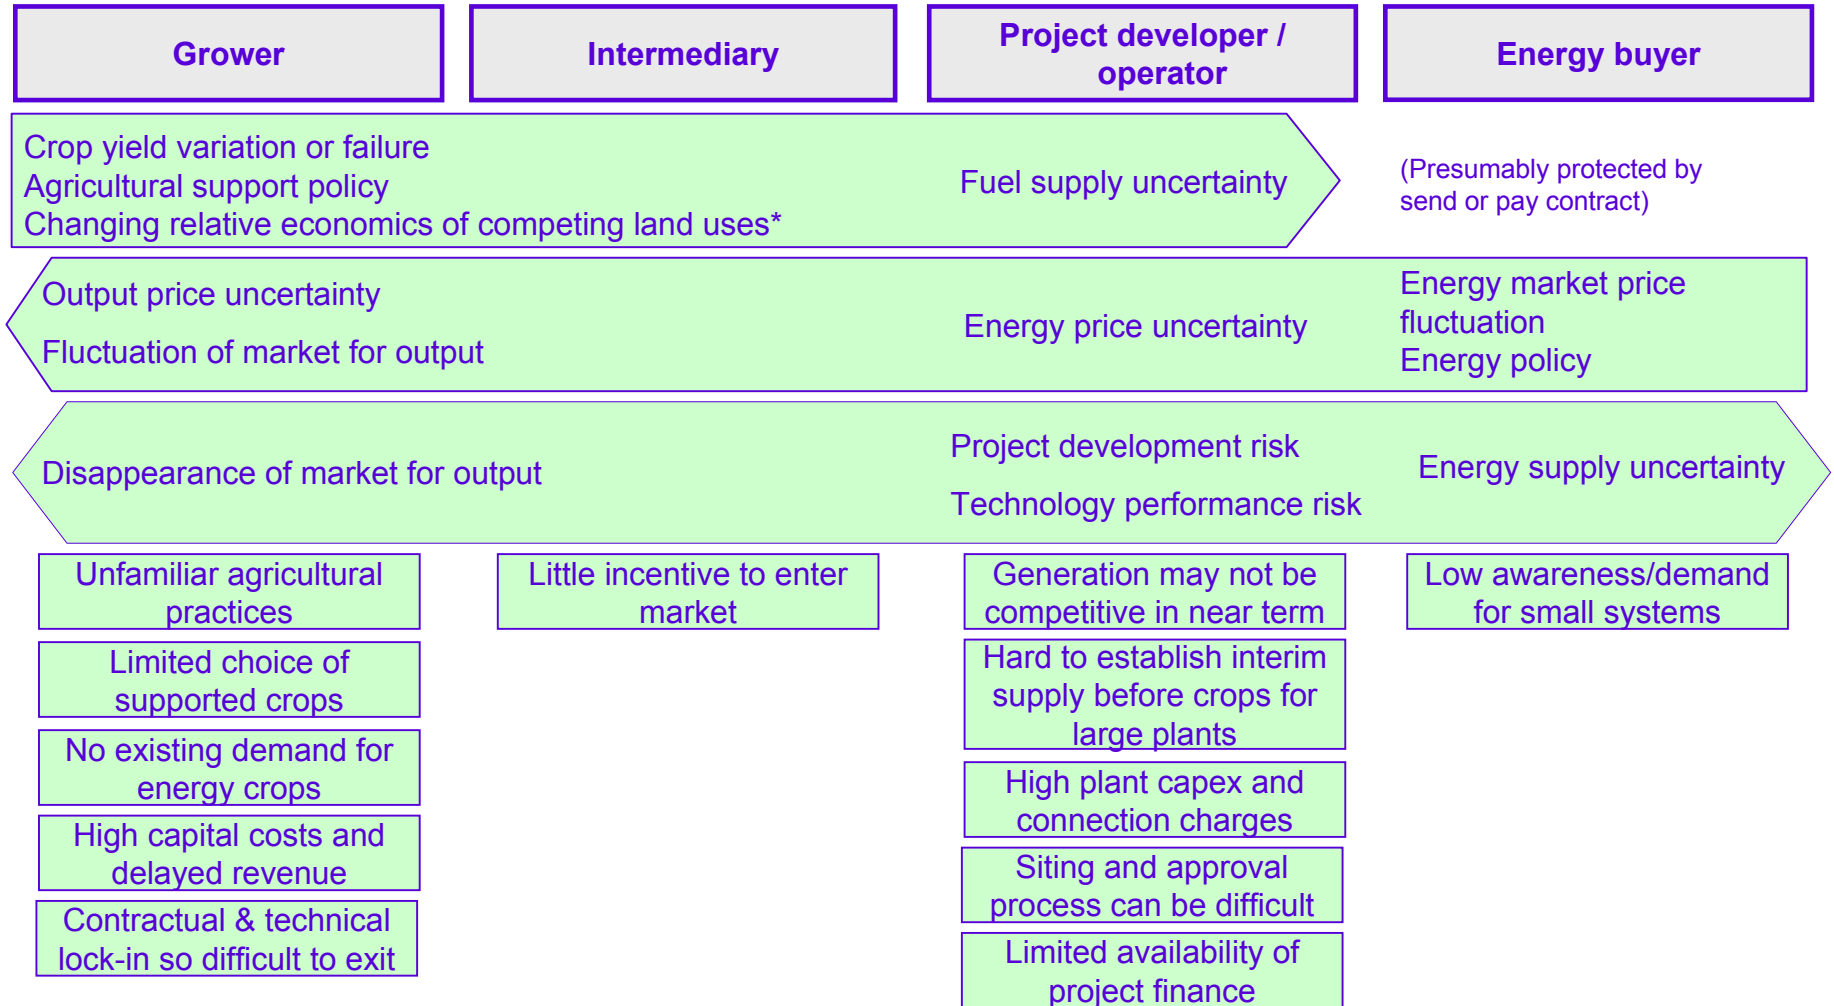 Grower
Intermediary
Project developer /
operator
Energy buyer
Crop yield variation or failure
Agricultural support policy
Changing relative economics of competing land uses*
Fuel supply uncertainty
(Presumably protected by
send or pay contract)
Output price uncertainty
Fluctuation of market for output
Energy price uncertainty
Energy market price
fluctuation
Energy policy
Disappearance of market for output
Project development risk
Technology performance risk
Energy supply uncertainty
Unfamiliar agricultural
practices
Limited choice of
supported crops
No existing demand for
energy crops
High capital costs and
delayed revenue
Contractual & technical
lock-in so difficult to exit
Little incentive to enter
market
Generation may not be
competitive in near term
Hard to establish interim
supply before crops for
large plants
High plant capex and
connection charges
Siting and approval
process can be difficult
Limited availability of
project finance
Low awareness/demand
for small systems